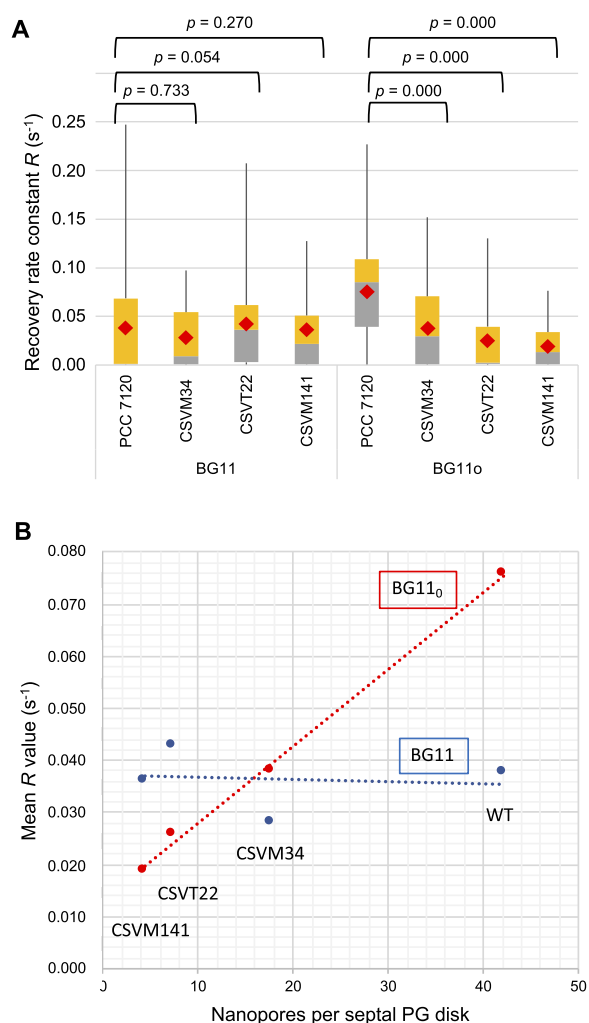 A
p = 0.270
p = 0.000
p = 0.054
p = 0.000
p = 0.733
p = 0.000
Recovery rate constant R (s-1)
0.25
0.20
0.15
0.10
0.05
0.00
PCC 7120
CSVM34
CSVT22
CSVM141
PCC 7120
CSVM34
CSVT22
CSVM141
BG11
BG11o
B
Mean R value (s-1)
0.080
0.070
0.060
0.050
0.040
0.030
0.020
0.010
0.000
BG110
BG11
WT
CSVM34
CSVT22
CSVM141
0 10 20 30 40 50
Nanopores per septal PG disk